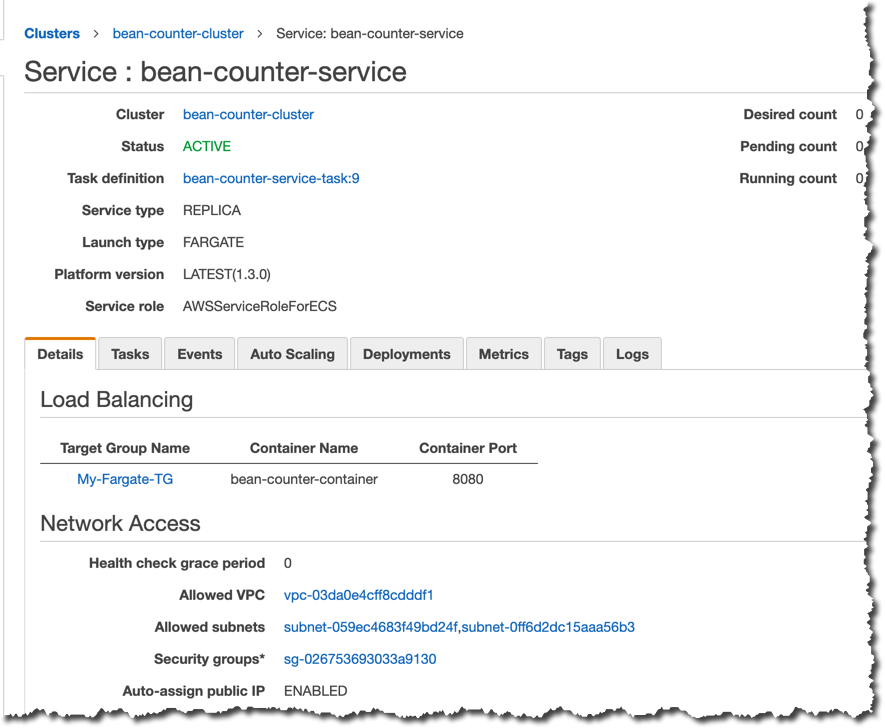 Clusters > bean-counter-cluster > Service: bean-counter-service
Service : bean-counter-service
Cluster bean-counter-cluster
Desired count 0
Status ACTIVE
Pending count 0
Task definition bean-counter-service-task:9
Running count 0
Service type REPLICA
Launch type FARGATE
Platform version LATEST(1.3.0)
Service role AWSServiceRoleForECS
Details Tasks Events Auto Scaling Deployments Metrics Tags Logs
Load Balancing
Target Group Name Container Name Container Port
My-Fargate-TG bean-counter-container 8080
Network Access
Health check grace period 0
Allowed VPC vpc-03da0e4cff8cdddf1
Allowed subnets subnet-059ec4683f49bd24f,subnet-0ff6d2dc15aaa56b3
Security groups* sg-026753693033a9130
Auto-assign public IP ENABLED